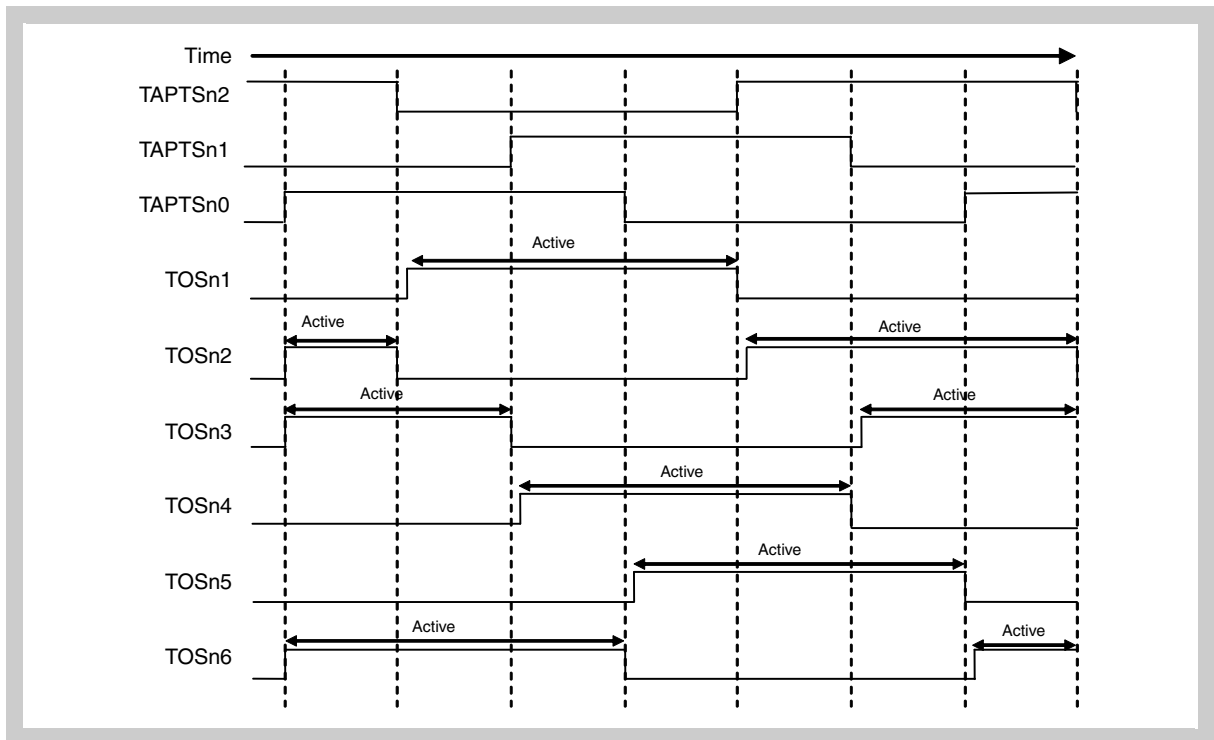 Time
TAPTSn2
TAPTSn1
TAPTSn0
Active
TOSn1
Active
Active
TOSn2
Active
Active
TOSn3
Active
TOSn4
Active
TOSn5
Active
Active
TOSn6